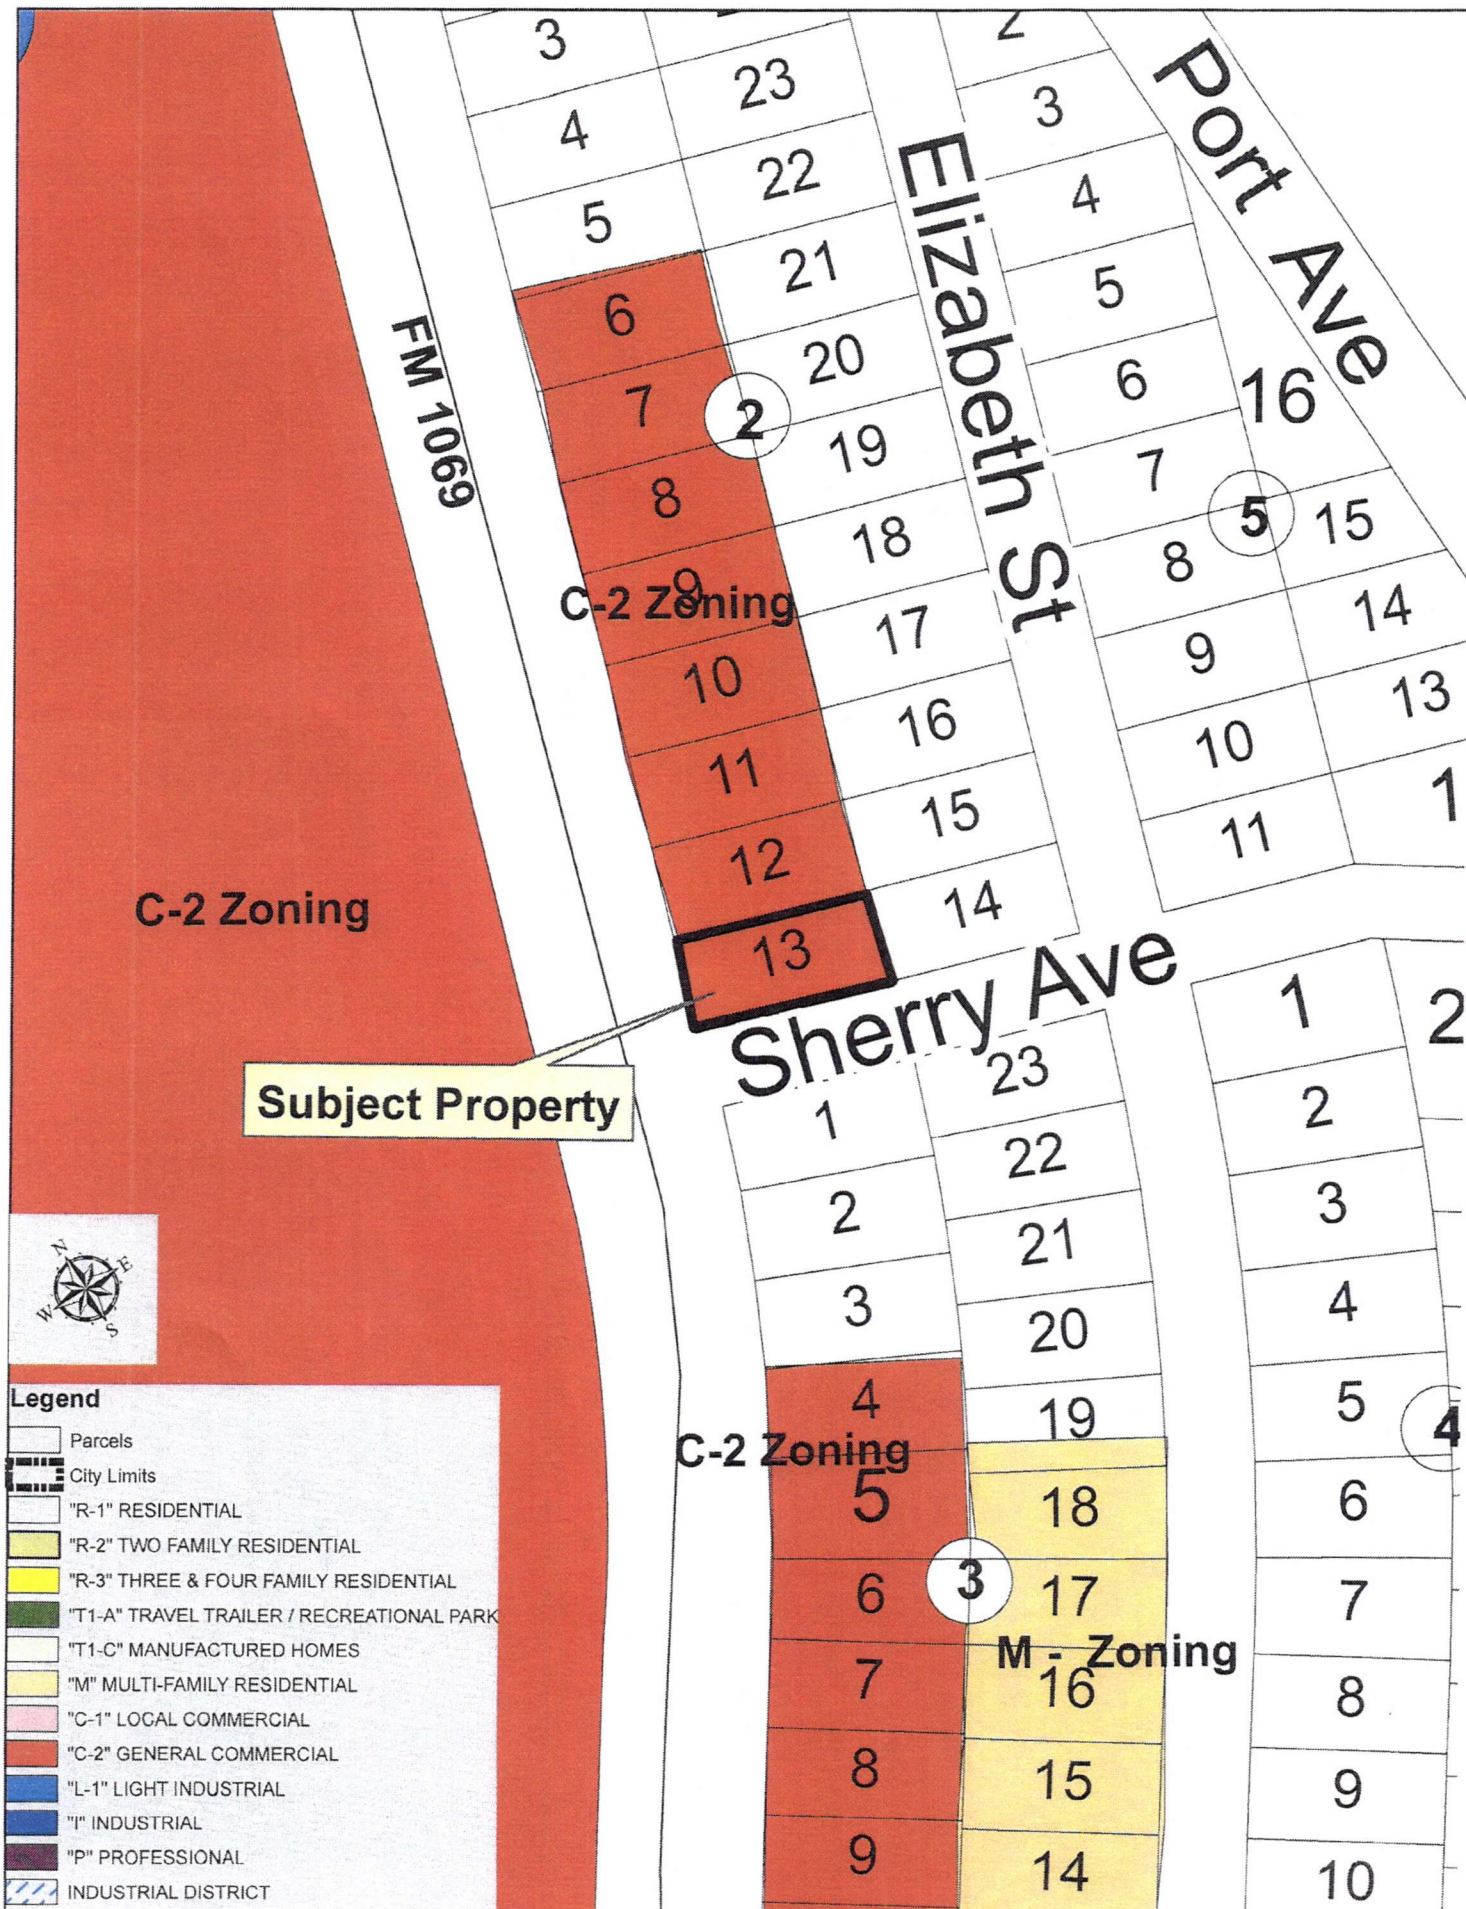 3
23
2
3
Port Ave
4
22
Elizabeth St
4
5
21
5
6
FM 1069
20
6
16
7
2
19
7
5
15
8
18
8
14
9
C-2 Zoning
17
9
13
10
16
10
11
15
11
1
12
14
C-2 Zoning
13
Sherry Ave
1
2
Subject Property
23
1
2
22
2
3
21
3
N
E
W
S
20
4
4
19
5
4
C-2 Zoning
5
18
6
3
6
17
7
M - Zoning
7
16
8
8
15
9
9
14
10
Legend
Parcels
City Limits
"R-1" RESIDENTIAL
"R-2" TWO FAMILY RESIDENTIAL
"R-3" THREE & FOUR FAMILY RESIDENTIAL
"T1-A" TRAVEL TRAILER / RECREATIONAL PARK
"T1-C" MANUFACTURED HOMES
"M" MULTI-FAMILY RESIDENTIAL
"C-1" LOCAL COMMERCIAL
"C-2" GENERAL COMMERCIAL
"L-1" LIGHT INDUSTRIAL
"I" INDUSTRIAL
"P" PROFESSIONAL
INDUSTRIAL DISTRICT